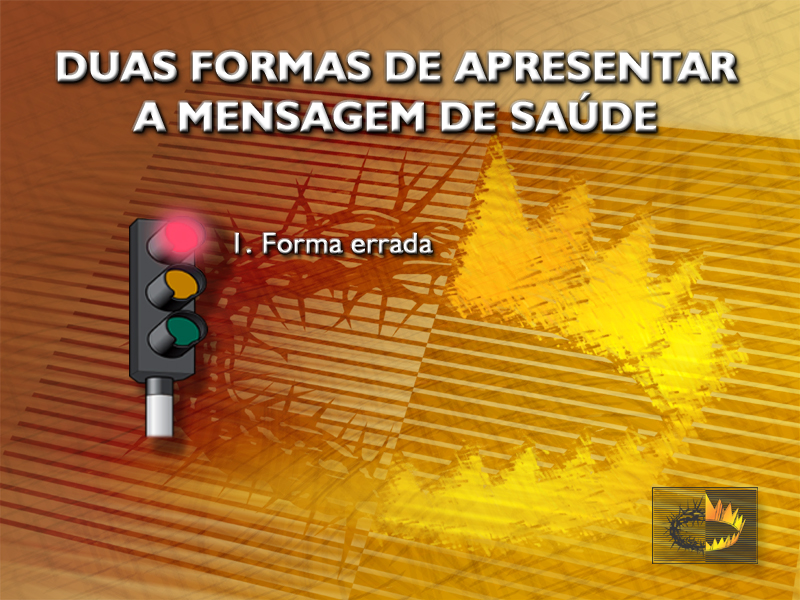 DUAS FORMAS DE APRESENTAR
A MENSAGEM DE SAÚDE
1. Forma errada